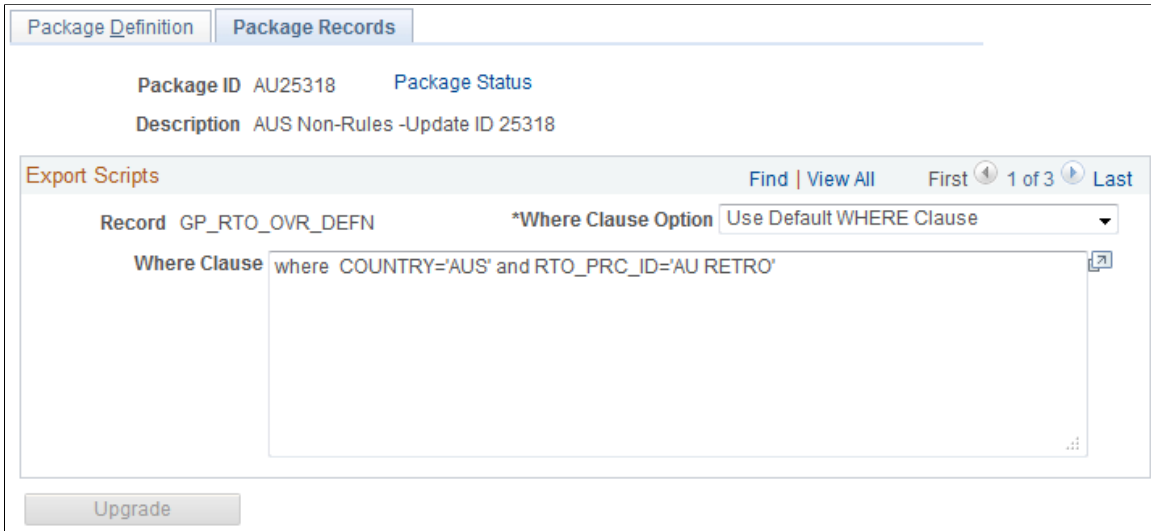 Package Definition Package Records
Package ID AU25318 Package Status
Description AUS Non-Rules -Update ID 25318
Export Scripts Find | View All First 1 of 3 Last
Record GP_RTO_OVR_DEFN *Where Clause Option Use Default WHERE Clause
Where Clause where COUNTRY='AUS' and RTO_PRC_ID='AU RETRO'
Upgrade